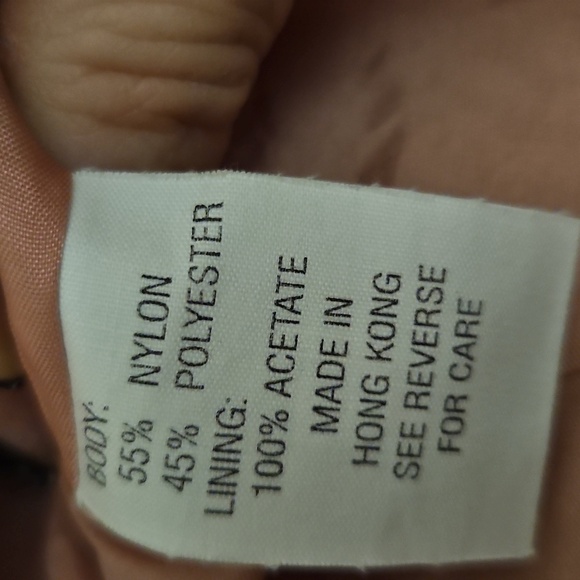 BODY:
55% NYLON
45% POLYESTER
LINING:
100% ACETATE
MADE IN
HONG KONG
SEE REVERSE
FOR CARE